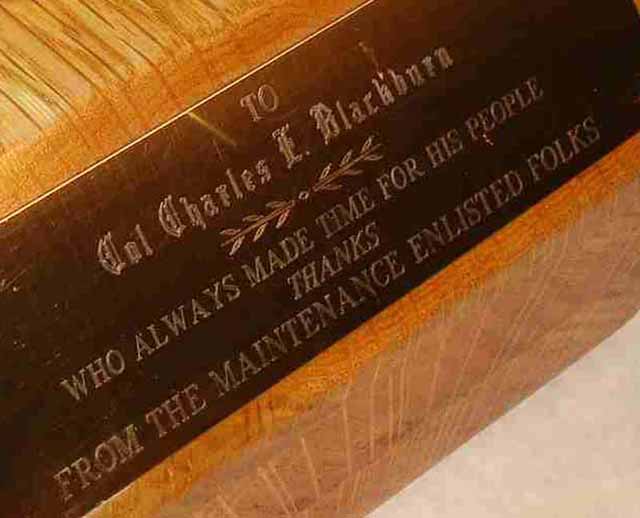 TO
Col Charles L. Blackburn
WHO ALWAYS MADE TIME FOR HIS PEOPLE
THANKS
FROM THE MAINTENANCE ENLISTED FOLKS